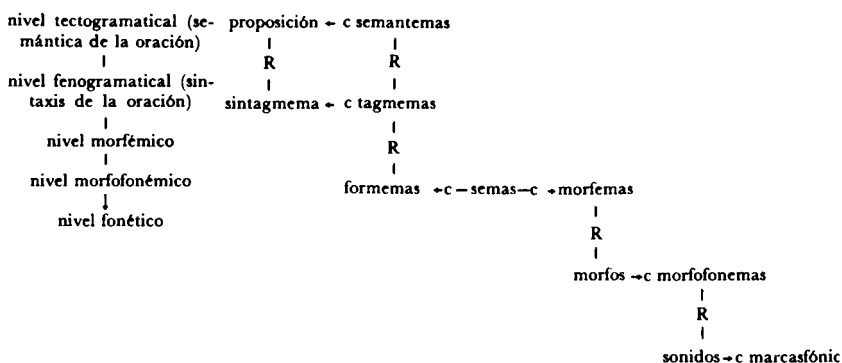 nivel tectogramatical (se- proposición ← c semantemas
mántica de la oración)
R R
nivel fenogramatical (sin-
taxis de la oración) sintagmema ← c tagmemas
nivel morfémico R
nivel morfofonémico formemas ←c – semas–c →morfemas
nivel fonético R
morfos →c morfofonemas
R
sonidos→c marcasfónic